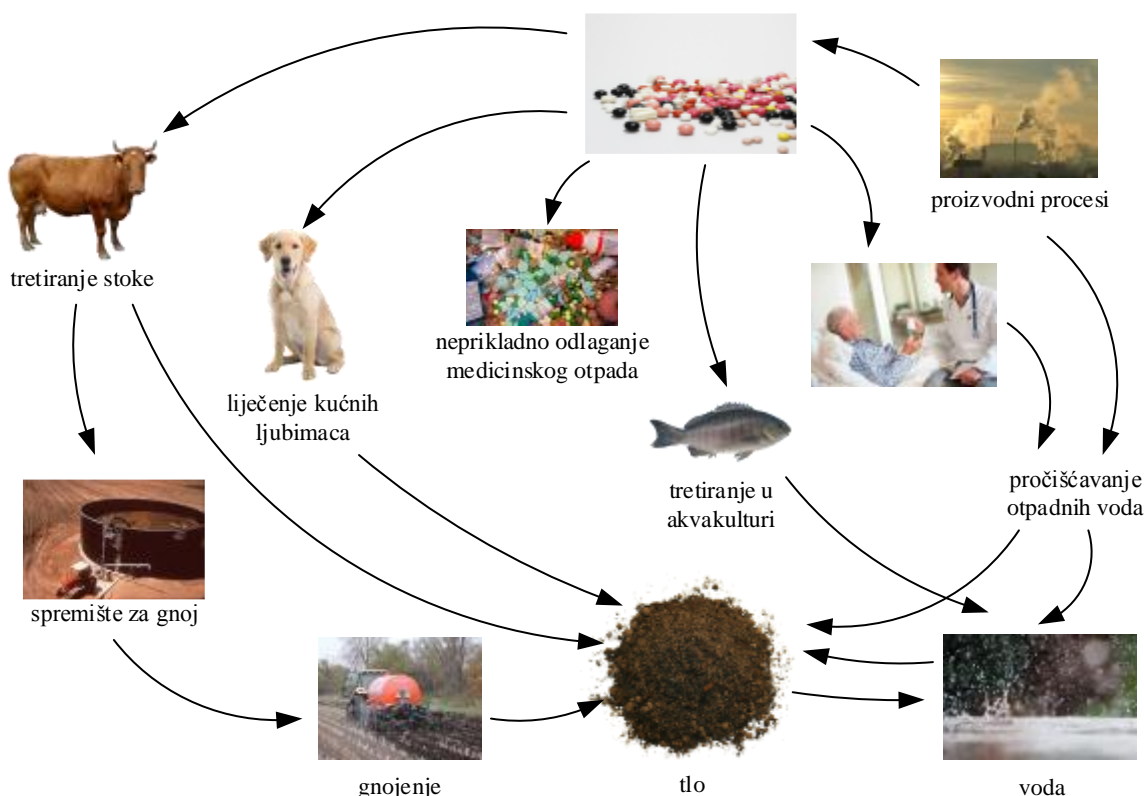 proizvodni procesi
tretiranje stoke
neprikladno odlaganje
medicinskog otpada
liječenje kućnih
ljubimaca
tretiranje u
akvakulturi
pročišćavanje
otpadnih voda
spremište za gnoj
gnojenje
tlo
voda